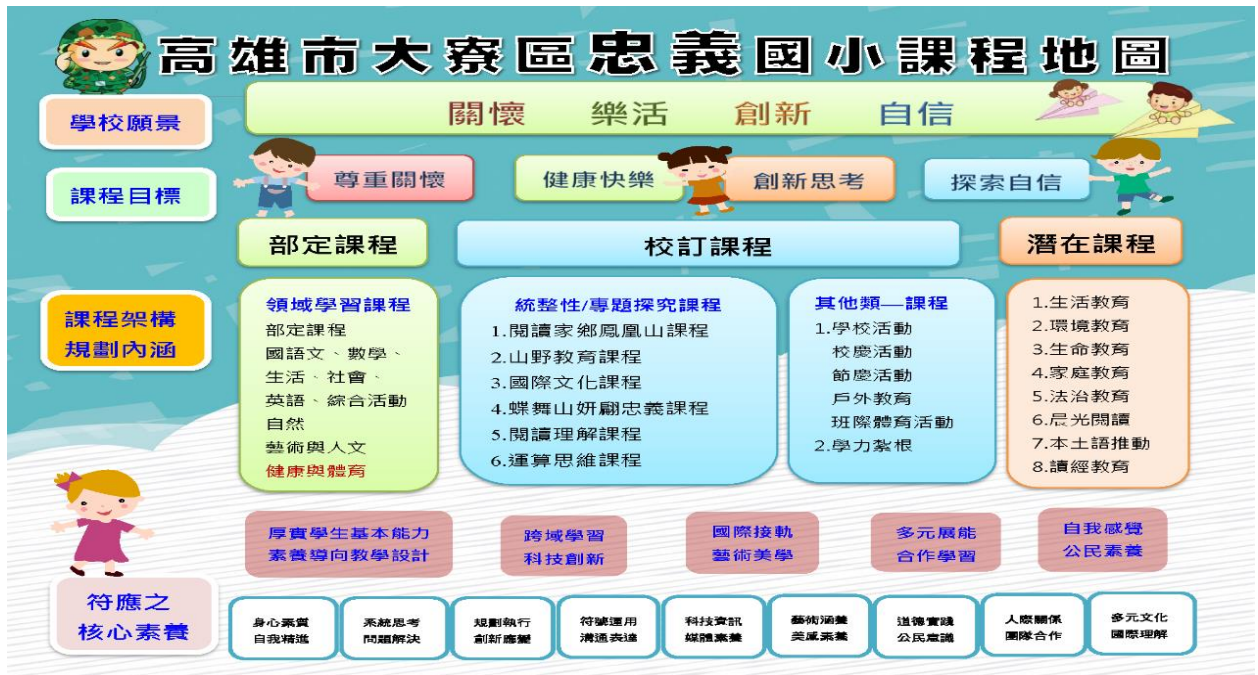 高雄市大寮區忠義國小課程地圖
學校願景
關懷 樂活 創新 自信
課程目標
尊重關懷 健康快樂 創新思考 探索自信
部定課程 校訂課程 潛在課程
課程架構
規劃內涵
領域學習課程
部定課程
國語文、數學、
生活、社會、
英語、綜合活動
自然
藝術與人文
健康與體育
統整性/專題探究課程
1.閱讀家鄉鳳凰山課程
2.山野教育課程
3.國際文化課程
4.蝶舞山妍翩忠義課程
5.閱讀理解課程
6.運算思維課程
其他類—課程
1.學校活動
校慶活動
節慶活動
戶外教育
班際體育活動
2.學力紮根
1.生活教育
2.環境教育
3.生命教育
4.家庭教育
5.法治教育
6.晨光閱讀
7.本土語推動
8.讀經教育
厚實學生基本能力
素養導向教學設計
跨域學習
科技創新
國際接軌
藝術美學
多元展能
合作學習
自我感覺
公民素養
符應之
核心素養
身心素質
自我精進
系統思考
問題解決
規劃執行
創新應變
符號運用
溝通表達
科技資訊
媒體素養
藝術涵養
美感素養
道德實踐
公民意識
人際關係
團隊合作
多元文化
國際理解